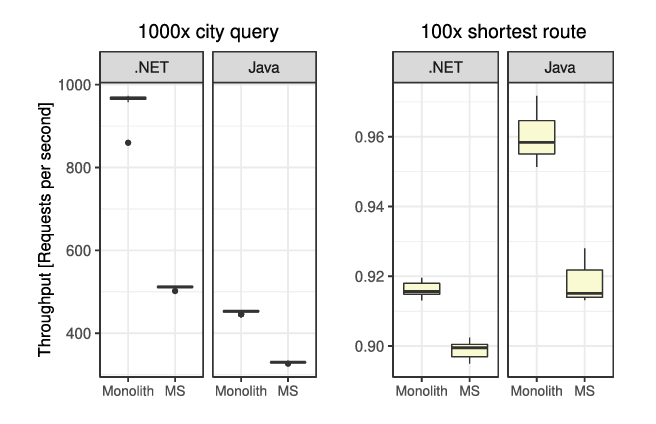 1000x city query
100x shortest route
.NET
Java
.NET
Java
Throughput [Requests per second]
1000
800
600
400
0.96
0.94
0.92
0.90
Monolith
MS
Monolith
MS
Monolith
MS
Monolith
MS